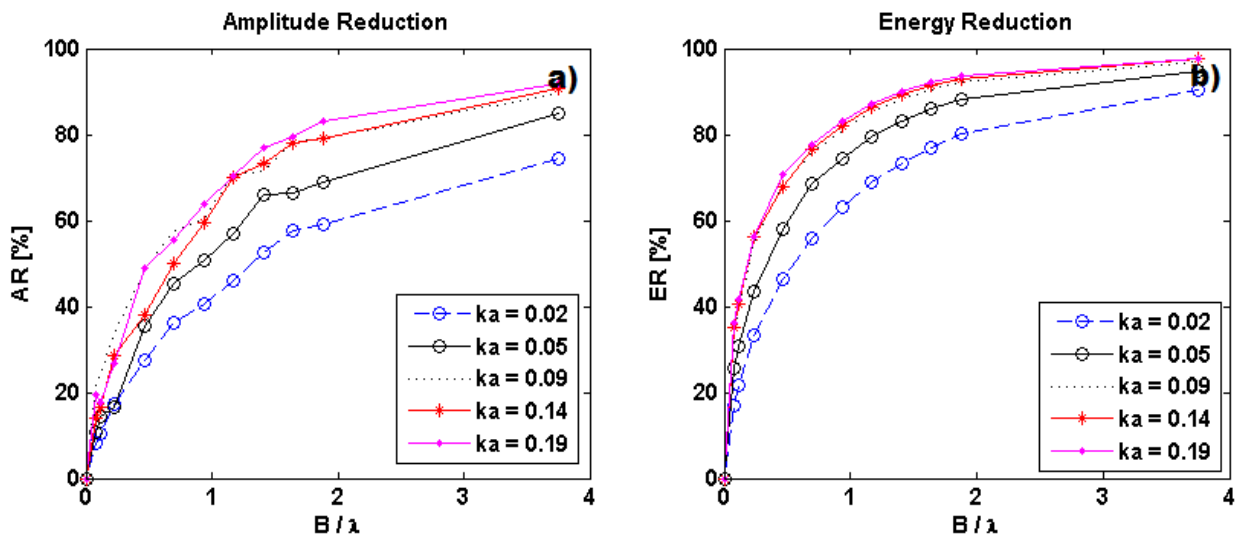 Amplitude Reduction
AR [%]
100
80
60
40
20
0
a)
ka = 0.02
ka = 0.05
ka = 0.09
ka = 0.14
ka = 0.19
0 1 2 3 4
B / λ
Energy Reduction
ER [%]
100
80
60
40
20
0
b)
ka = 0.02
ka = 0.05
ka = 0.09
ka = 0.14
ka = 0.19
0 1 2 3 4
B / λ